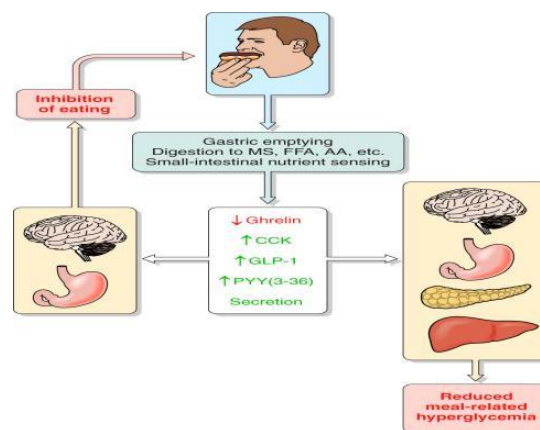 Inhibition
of eating
Gastric emptying
Digestion to MS, FFA, AA, etc.
Small-intestinal nutrient sensing
↓ Ghrelin
↑ CCK
↑ GLP-1
↑ PYY(3-36)
Secretion
Reduced
meal-related
hyperglycemia